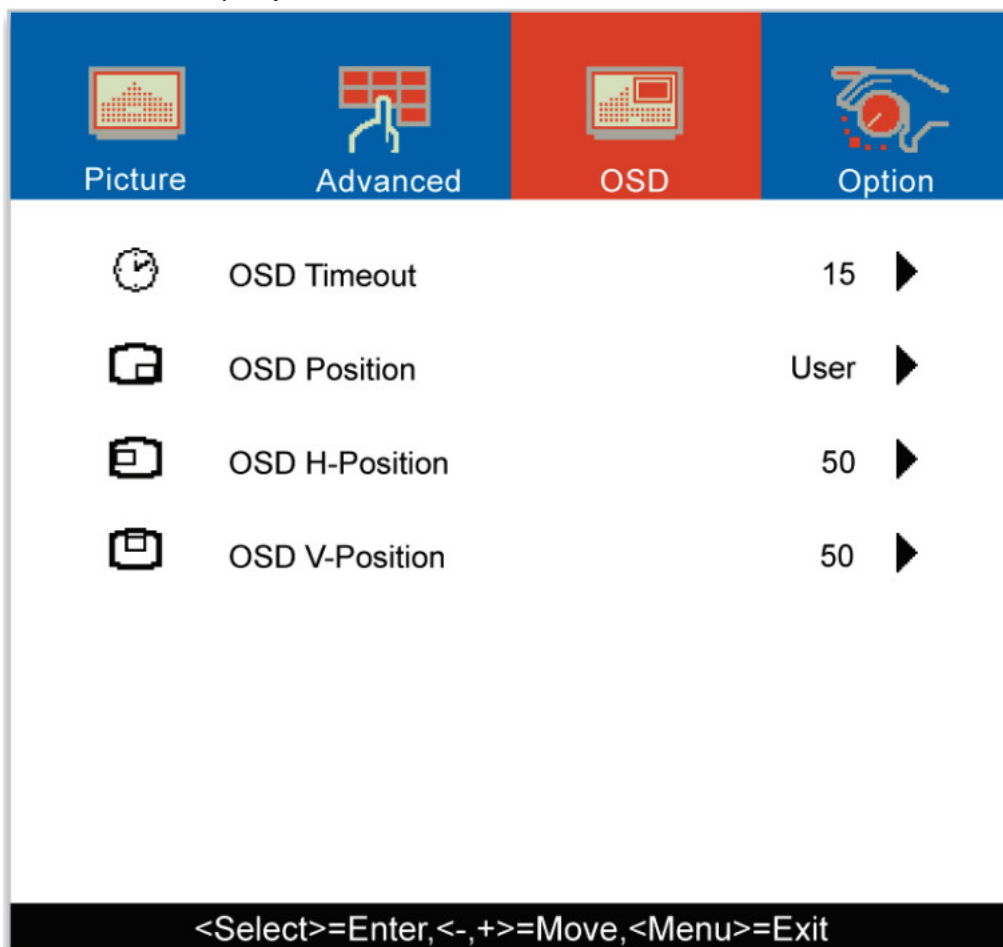 Picture Advanced OSD Option
OSD Timeout 15
OSD Position User
OSD H-Position 50
OSD V-Position 50
<Select>=Enter,<-,+>=Move,<Menu>=Exit